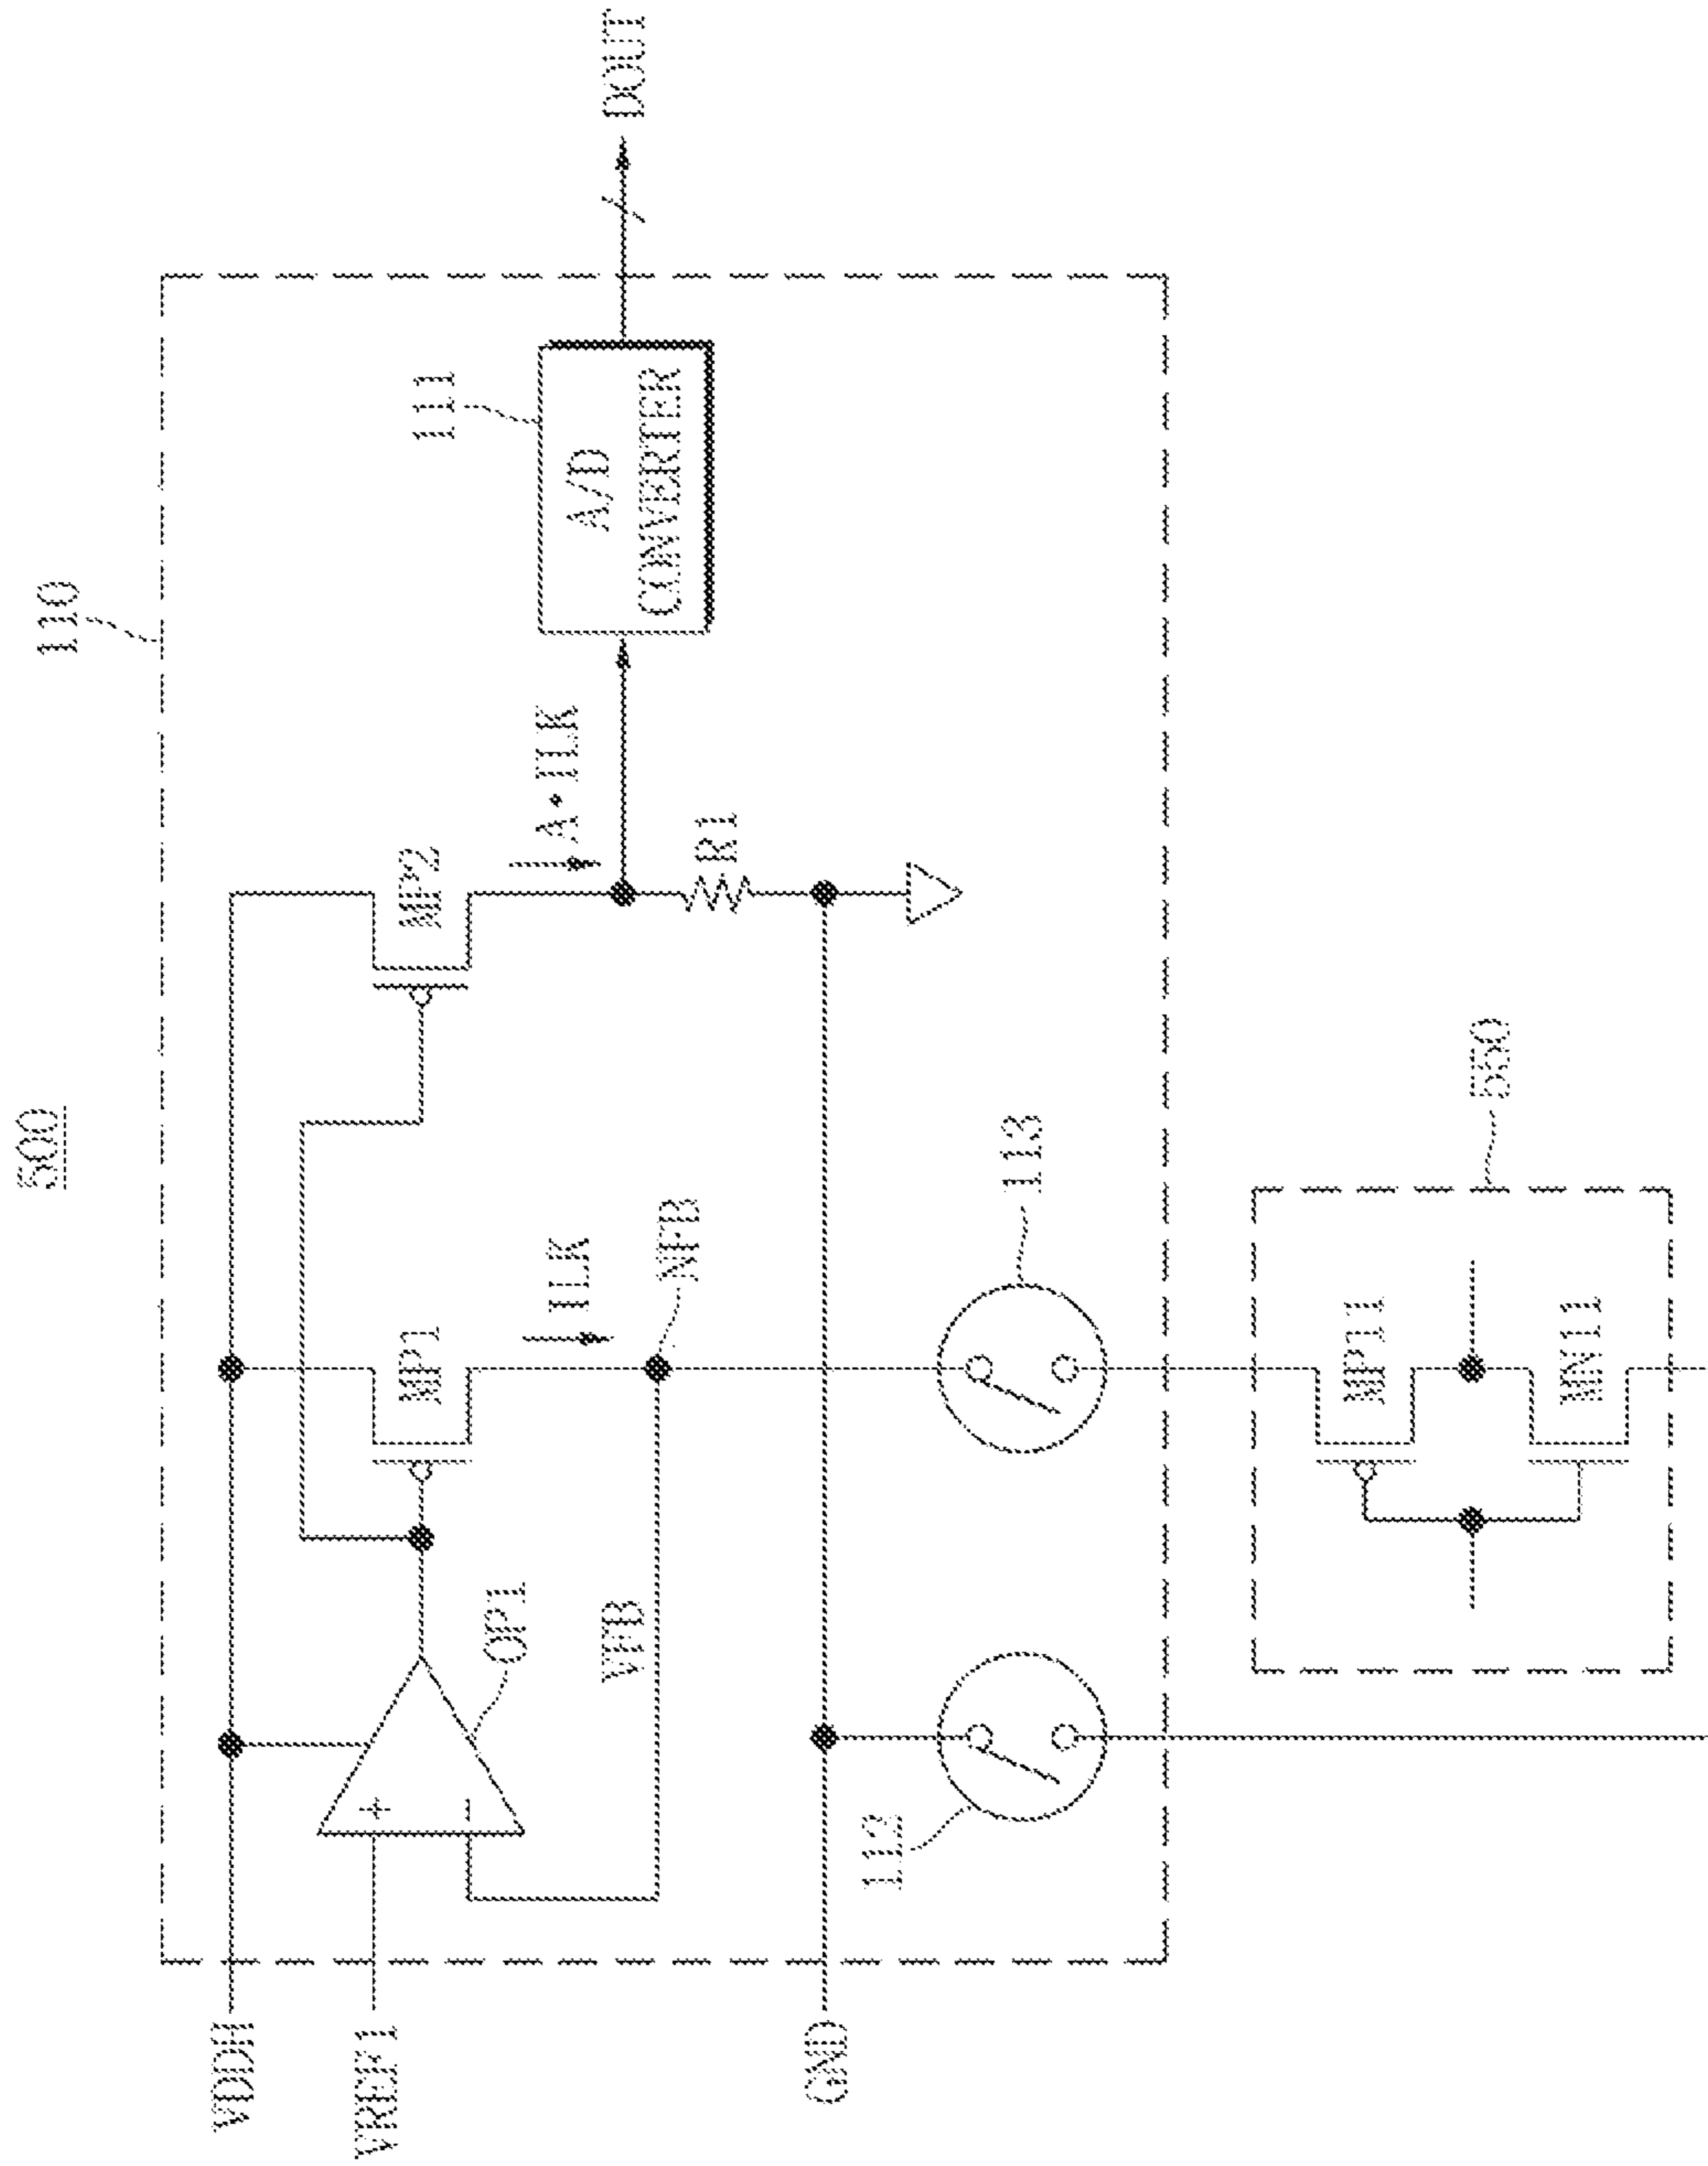 500
110
VDDH
VREF1
OP1
+
-
MP1
MP2
ILK
A•ILK
VFB
NFB
R1
111
A/D
CONVERTER
DOUT
GND
112
113
550
MP11
MN11